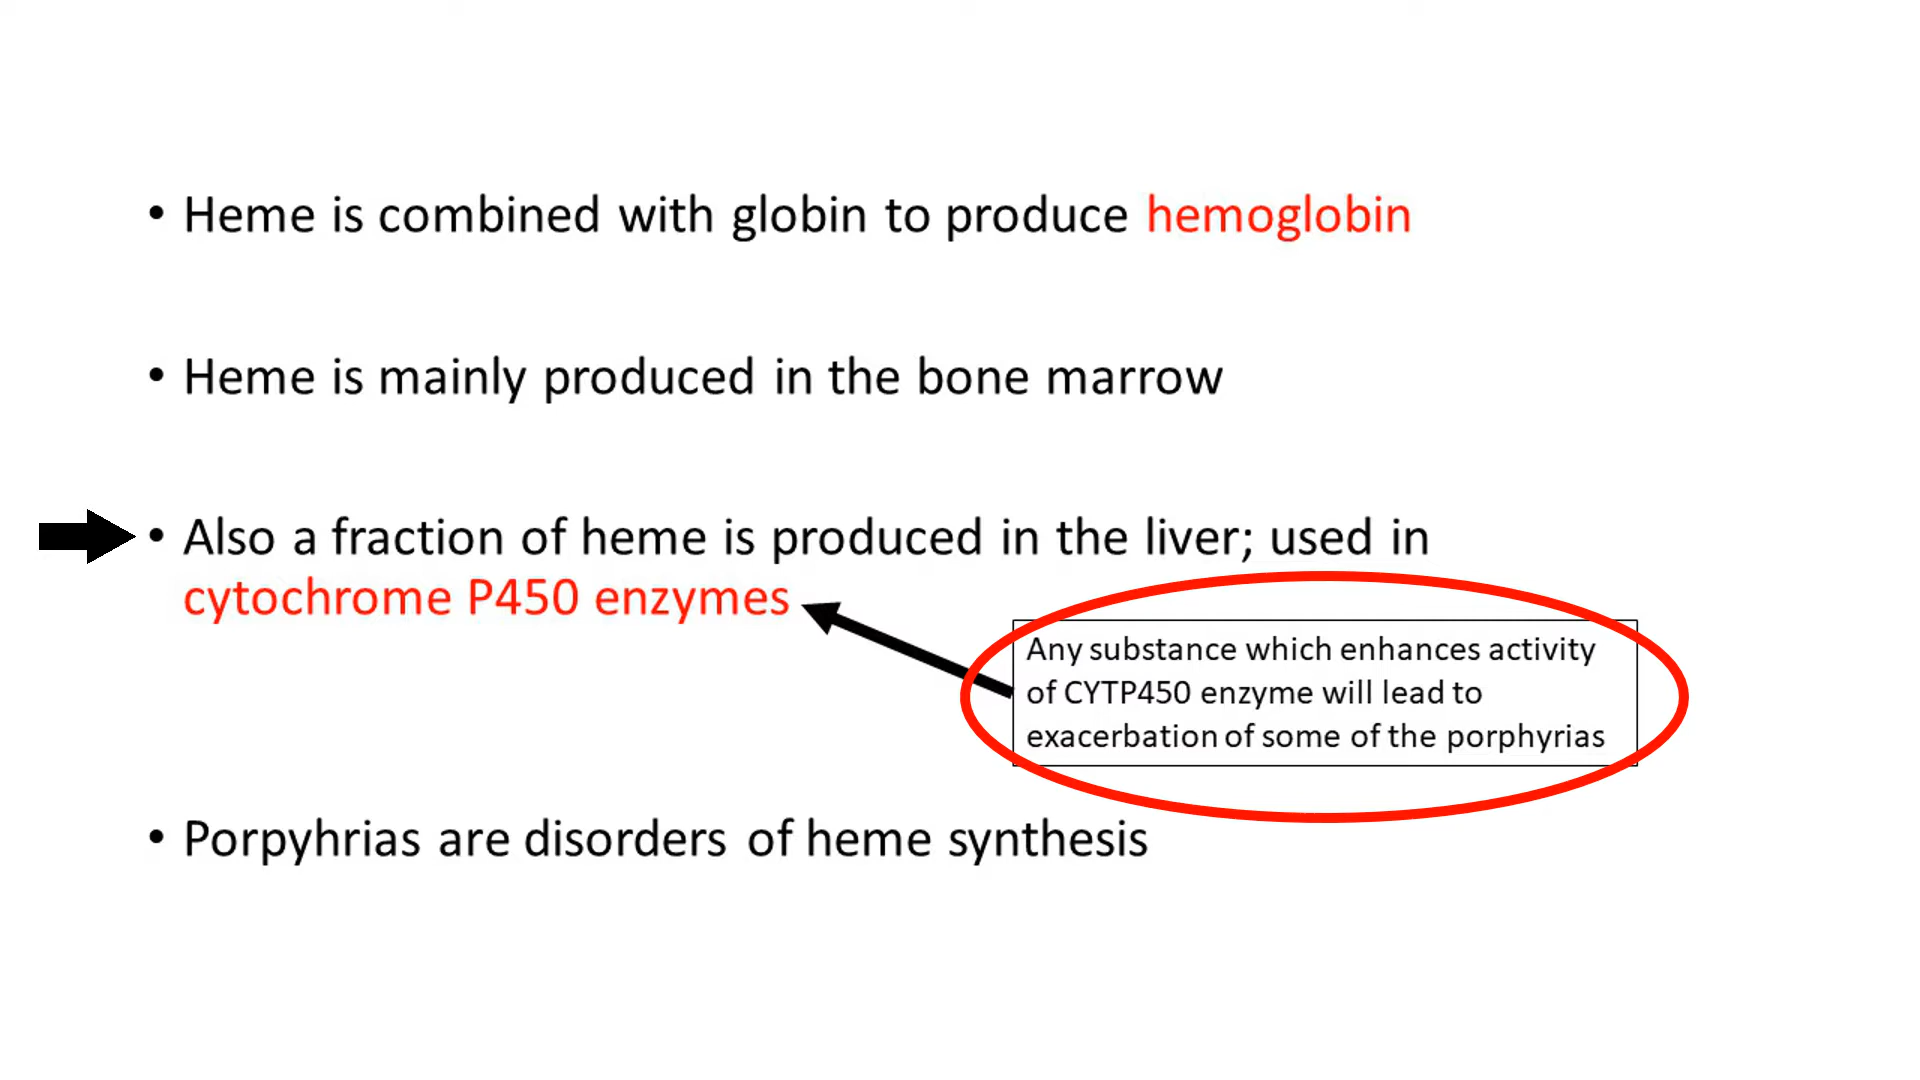 • Heme is combined with globin to produce hemoglobin
• Heme is mainly produced in the bone marrow
• Also a fraction of heme is produced in the liver; used in
cytochrome P450 enzymes
Any substance which enhances activity
of CYTP450 enzyme will lead to
exacerbation of some of the porphyrias
• Porpyhrias are disorders of heme synthesis